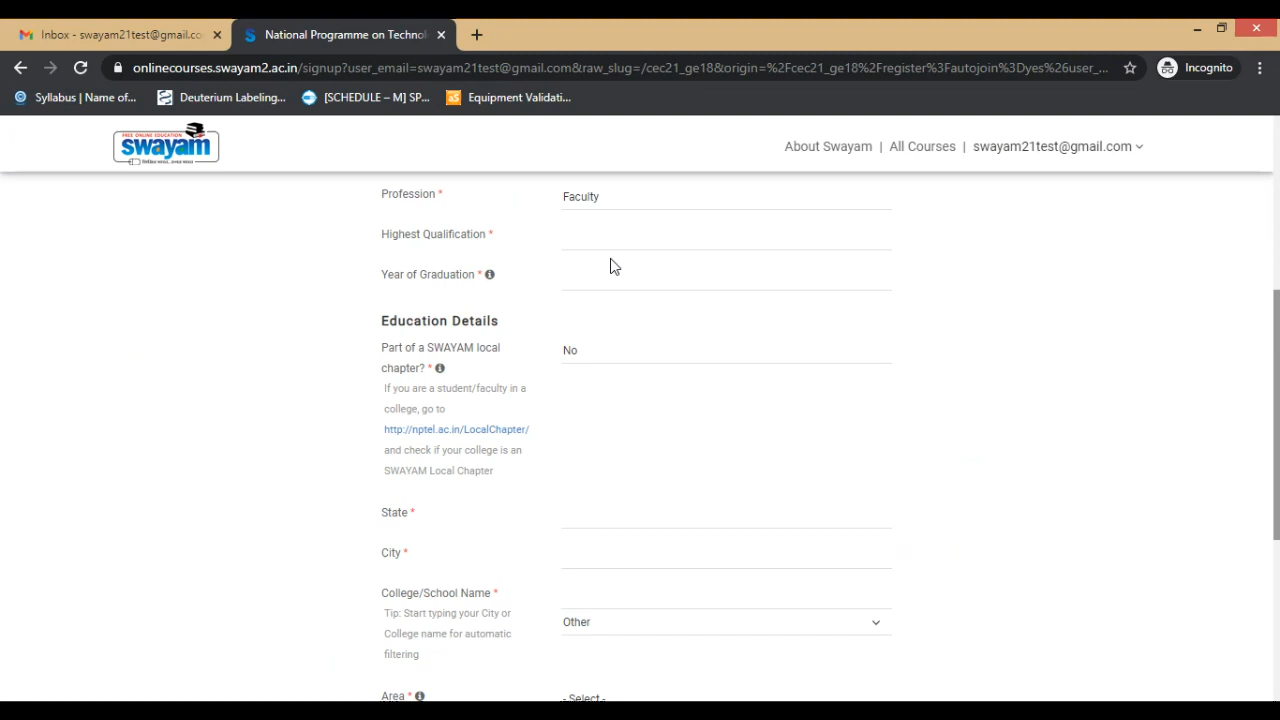 Inbox - swayam21test@gmail.co
National Programme on Technol
onlinecourses.swayam2.ac.in/signup?user_email=swayam21test@gmail.com&raw_slug=/cec21_ge18&origin=%2Fcec21_ge18%2Fregister%3Fautojoin%3Dyes%26user_...
Incognito
Syllabus | Name of...
Deuterium Labeling...
[SCHEDULE – M] SP...
aS
Equipment Validati...
FREE ONLINE EDUCATION
swayam
About Swayam | All Courses | swayam21test@gmail.com
Profession * Faculty
Highest Qualification *
Year of Graduation *
Education Details
Part of a SWAYAM local
chapter? *
No
If you are a student/faculty in a
college, go to
http://nptel.ac.in/LocalChapter/
and check if your college is an
SWAYAM Local Chapter
State *
City *
College/School Name *
Tip: Start typing your City or
College name for automatic
filtering
Other
Area * - Select -